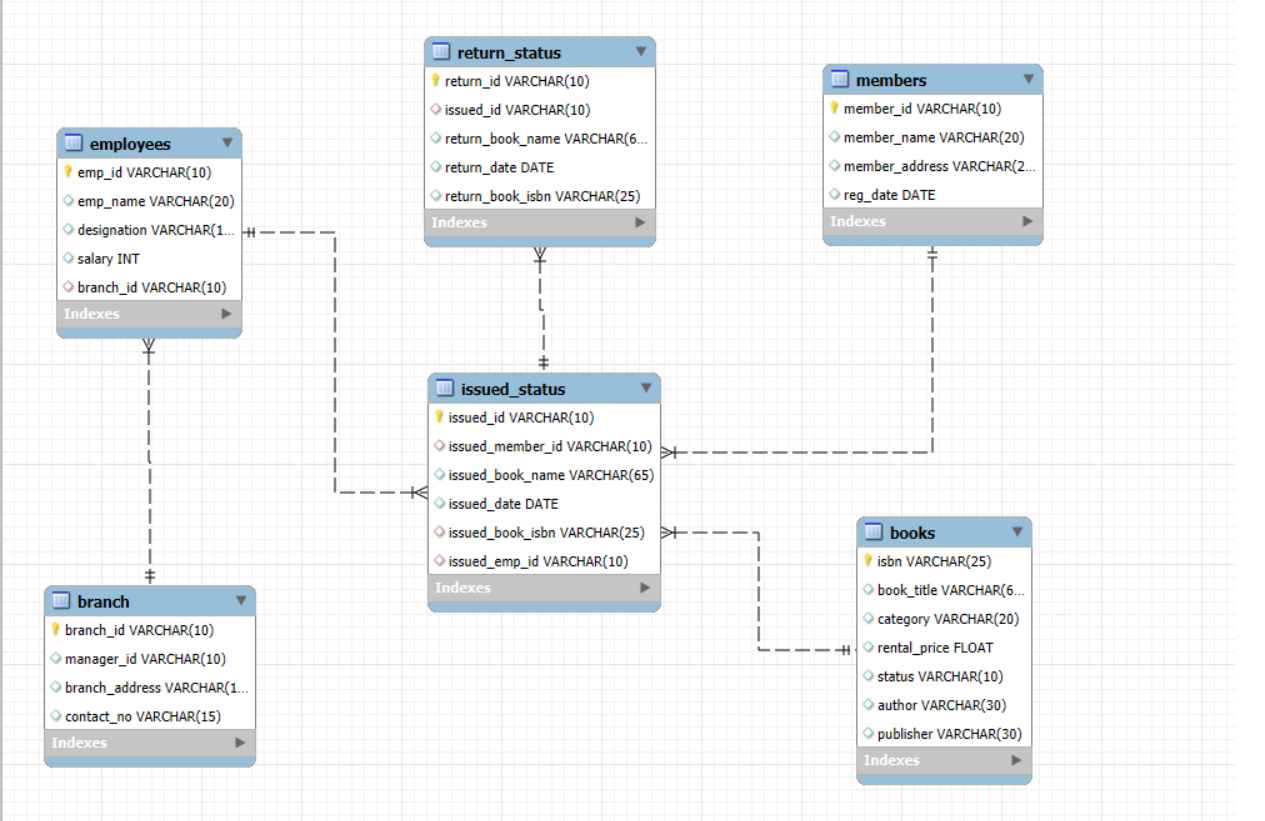 return_status
return_id VARCHAR(10)
issued_id VARCHAR(10)
return_book_name VARCHAR(6...
return_date DATE
return_book_isbn VARCHAR(25)
Indexes
members
member_id VARCHAR(10)
member_name VARCHAR(20)
member_address VARCHAR(2...
reg_date DATE
Indexes
employees
emp_id VARCHAR(10)
emp_name VARCHAR(20)
designation VARCHAR(1...
salary INT
branch_id VARCHAR(10)
Indexes
issued_status
issued_id VARCHAR(10)
issued_member_id VARCHAR(10)
issued_book_name VARCHAR(65)
issued_date DATE
issued_book_isbn VARCHAR(25)
issued_emp_id VARCHAR(10)
Indexes
books
isbn VARCHAR(25)
book_title VARCHAR(6...
category VARCHAR(20)
rental_price FLOAT
status VARCHAR(10)
author VARCHAR(30)
publisher VARCHAR(30)
Indexes
branch
branch_id VARCHAR(10)
manager_id VARCHAR(10)
branch_address VARCHAR(1...
contact_no VARCHAR(15)
Indexes